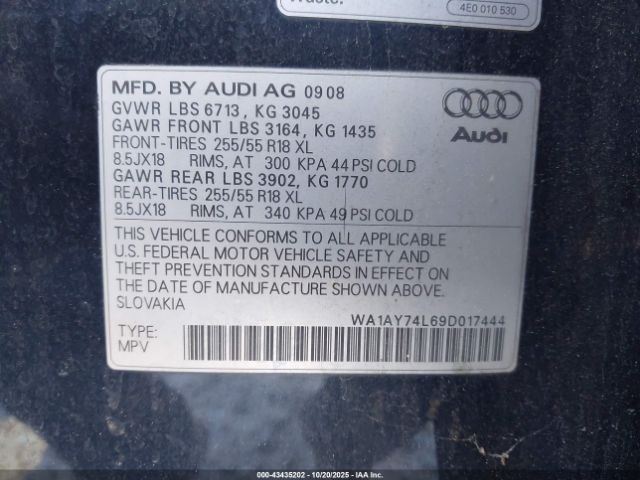 4E0 010 530
MFD. BY AUDI AG 0908
GVWR LBS 6713 , KG 3045
GAWR FRONT LBS 3164, KG 1435
FRONT-TIRES 255/55 R18 XL
8.5JX18 RIMS, AT 300 KPA 44 PSI COLD
GAWR REAR LBS 3902, KG 1770
REAR-TIRES 255/55 R18 XL
8.5JX18 RIMS, AT 340 KPA 49 PSI COLD
Audi
THIS VEHICLE CONFORMS TO ALL APPLICABLE
U.S. FEDERAL MOTOR VEHICLE SAFETY AND
THEFT PREVENTION STANDARDS IN EFFECT ON
THE DATE OF MANUFACTURE SHOWN ABOVE.
SLOVAKIA
WA1AY74L69D017444
TYPE:
MPV
000-43435202 - 10/20/2025 - IAA Inc.